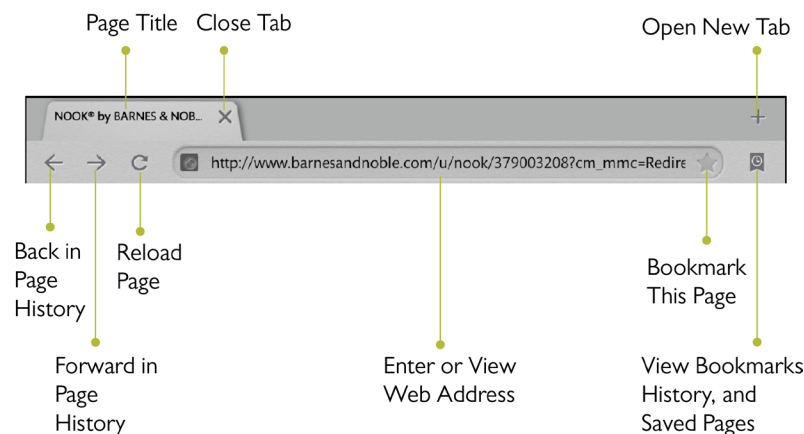 Page Title
Close Tab
Open New Tab
NOOK® by BARNES & NOB...
http://www.barnesandnoble.com/u/nook/379003208?cm_mmc=Redire
Back in
Page
History
Reload
Page
Bookmark
This Page
Forward in
Page
History
Enter or View
Web Address
View Bookmarks
History, and
Saved Pages